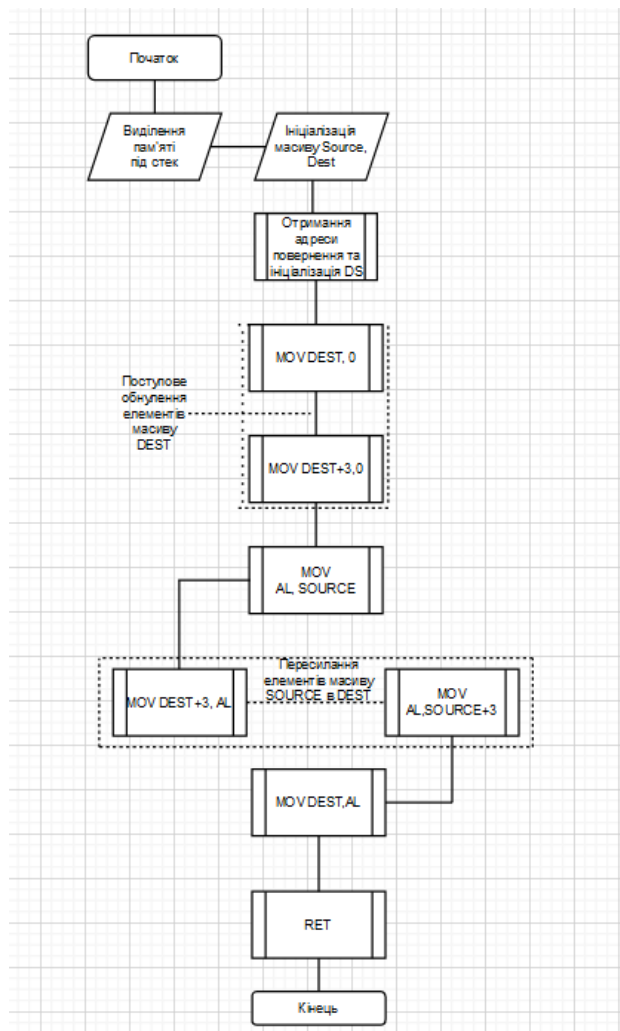 Початок
Виділення
пам'яті
під стек
Ініціалізація
масиву Source,
Dest
Отримання
адреси
повернення та
ініціалізація DS
MOV DEST, 0
Поступове
обнулення
елементів
масиву
DEST
MOV DEST+3,0
MOV
AL, SOURCE
Пересилання
елементів масиву
SOURCE в DEST
MOV DEST+3, AL
MOV
AL,SOURCE+3
MOV DEST,AL
RET
Кінець